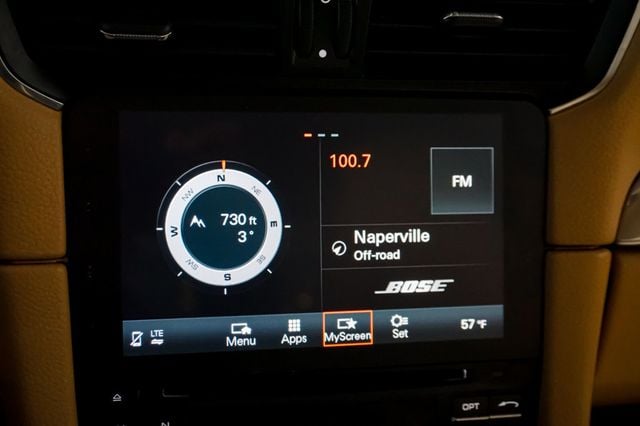 N
NE
E
SE
S
SW
W
NW
730 ft
3°
100.7
FM
Naperville
Off-road
BOSE
LTE
Menu
Apps
MyScreen
Set
57 °F
OPT